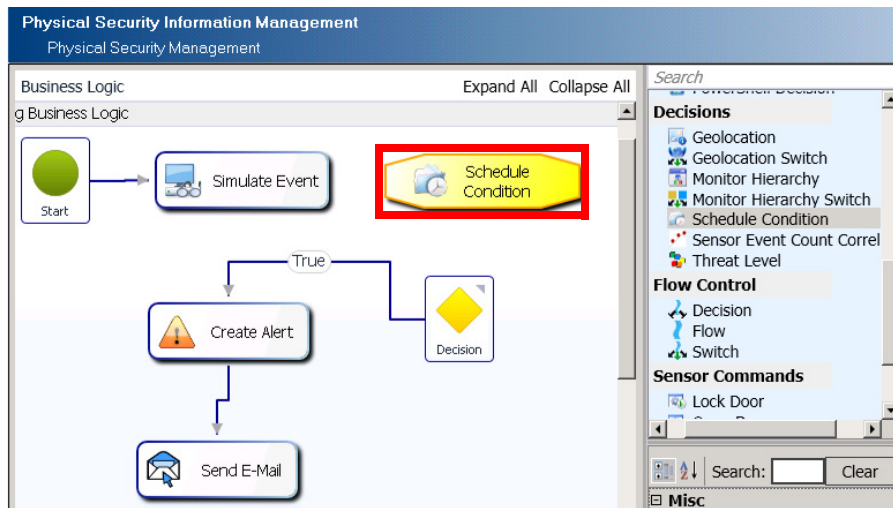 Physical Security Information Management
Physical Security Management
Business Logic
Expand All Collapse All
g Business Logic
Start
Simulate Event
Schedule
Condition
True
Create Alert
Decision
Send E-Mail
Search
PowerShell Decision
Decisions
Geolocation
Geolocation Switch
Monitor Hierarchy
Monitor Hierarchy Switch
Schedule Condition
Sensor Event Count Correl
Threat Level
Flow Control
Decision
Flow
Switch
Sensor Commands
Lock Door
Search:
Clear
Misc